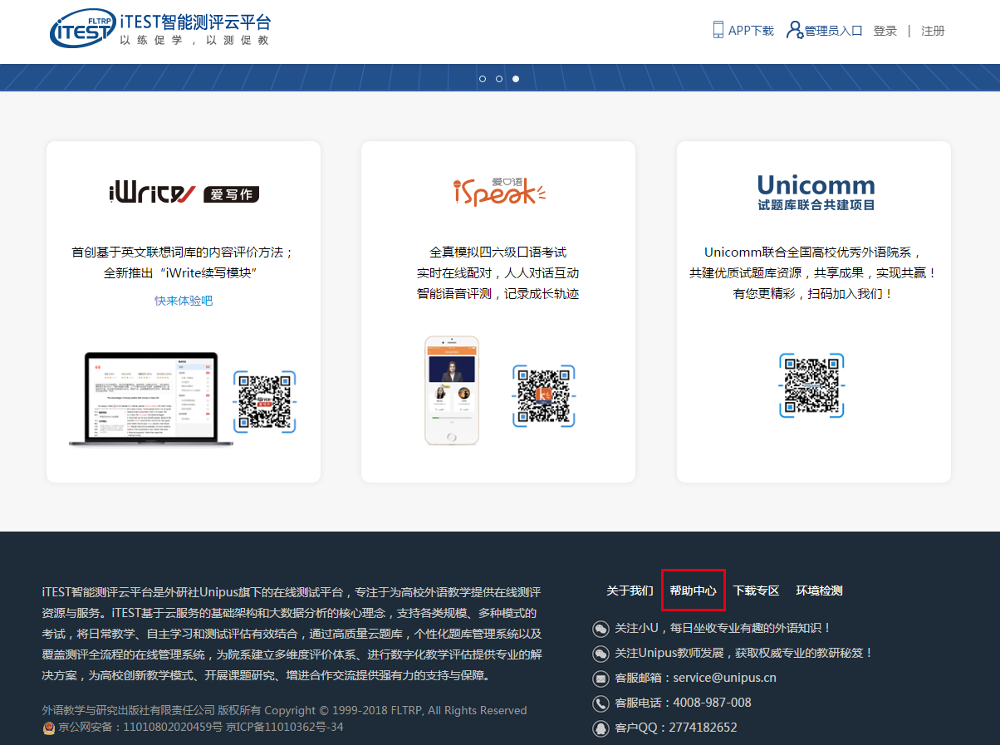 FLTRP
iTEST
iTEST智能测评云平台
以练促学，以测促教
APP下载 管理员入口 登录 | 注册
iWrite 爱写作
首创基于英文联想词库的内容评价方法；
全新推出“iWrite续写模块”
快来体验吧
爱口语
iSpeak
全真模拟四六级口语考试
实时在线配对，人人对话互动
智能语音评测，记录成长轨迹
Unicomm
试题库联合共建项目
Unicomm联合全国高校优秀外语院系，
共建优质试题库资源，共享成果，实现共赢！
有您更精彩，扫码加入我们！
iTEST智能测评云平台是外研社Unipus旗下的在线测试平台，专注于为高校外语教学提供在线测评
资源与服务。iTEST基于云服务的基础架构和大数据分析的核心理念，支持各类规模、多种模式的
考试，将日常教学、自主学习和测试评估有效结合，通过高质量云题库，个性化题库管理系统以及
覆盖测评全流程的在线管理系统，为院系建立多维度评价体系、进行数字化教学评估提供专业的解
决方案，为高校创新教学模式、开展课题研究、增进合作交流提供强有力的支持与保障。
外语教学与研究出版社有限责任公司 版权所有 Copyright © 1999-2018 FLTRP, All Rights Reserved
京公网安备：11010802020459号 京ICP备11010362号-34
关于我们 帮助中心 下载专区 环境检测
关注小U，每日坐收专业有趣的外语知识！
关注Unipus教师发展，获取权威专业的教研秘笈！
客服邮箱：service@unipus.cn
客服电话：4008-987-008
客户QQ：2774182652